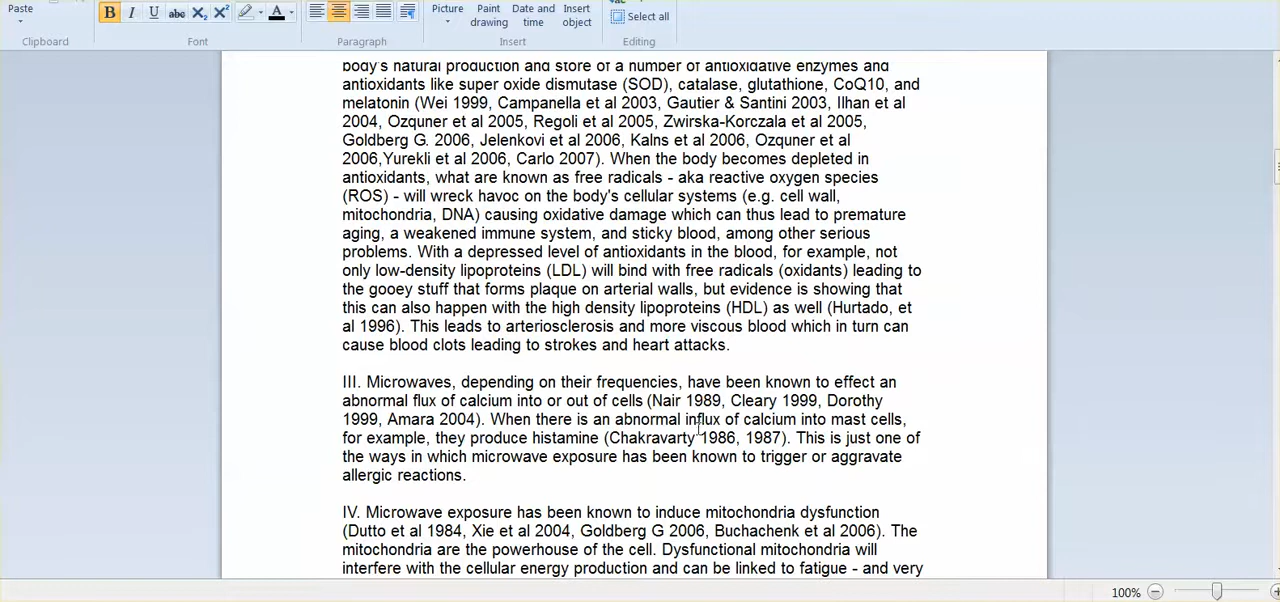 Paste
B I U abc X₂ X² A
Picture
Paint drawing
Date and time
Insert object
Select all
Clipboard
Font
Paragraph
Insert
Editing
body's natural production and store of a number of antioxidative enzymes and
antioxidants like super oxide dismutase (SOD), catalase, glutathione, CoQ10, and
melatonin (Wei 1999, Campanella et al 2003, Gautier & Santini 2003, Ilhan et al
2004, Ozquner et al 2005, Regoli et al 2005, Zwirska-Korczala et al 2005,
Goldberg G. 2006, Jelenkovi et al 2006, Kalns et al 2006, Ozquner et al
2006,Yurekli et al 2006, Carlo 2007). When the body becomes depleted in
antioxidants, what are known as free radicals - aka reactive oxygen species
(ROS) - will wreck havoc on the body's cellular systems (e.g. cell wall,
mitochondria, DNA) causing oxidative damage which can thus lead to premature
aging, a weakened immune system, and sticky blood, among other serious
problems. With a depressed level of antioxidants in the blood, for example, not
only low-density lipoproteins (LDL) will bind with free radicals (oxidants) leading to
the gooey stuff that forms plaque on arterial walls, but evidence is showing that
this can also happen with the high density lipoproteins (HDL) as well (Hurtado, et
al 1996). This leads to arteriosclerosis and more viscous blood which in turn can
cause blood clots leading to strokes and heart attacks.
III. Microwaves, depending on their frequencies, have been known to effect an
abnormal flux of calcium into or out of cells (Nair 1989, Cleary 1999, Dorothy
1999, Amara 2004). When there is an abnormal influx of calcium into mast cells,
for example, they produce histamine (Chakravarty 1986, 1987). This is just one of
the ways in which microwave exposure has been known to trigger or aggravate
allergic reactions.
IV. Microwave exposure has been known to induce mitochondria dysfunction
(Dutto et al 1984, Xie et al 2004, Goldberg G 2006, Buchachenk et al 2006). The
mitochondria are the powerhouse of the cell. Dysfunctional mitochondria will
interfere with the cellular energy production and can be linked to fatigue - and very
100%